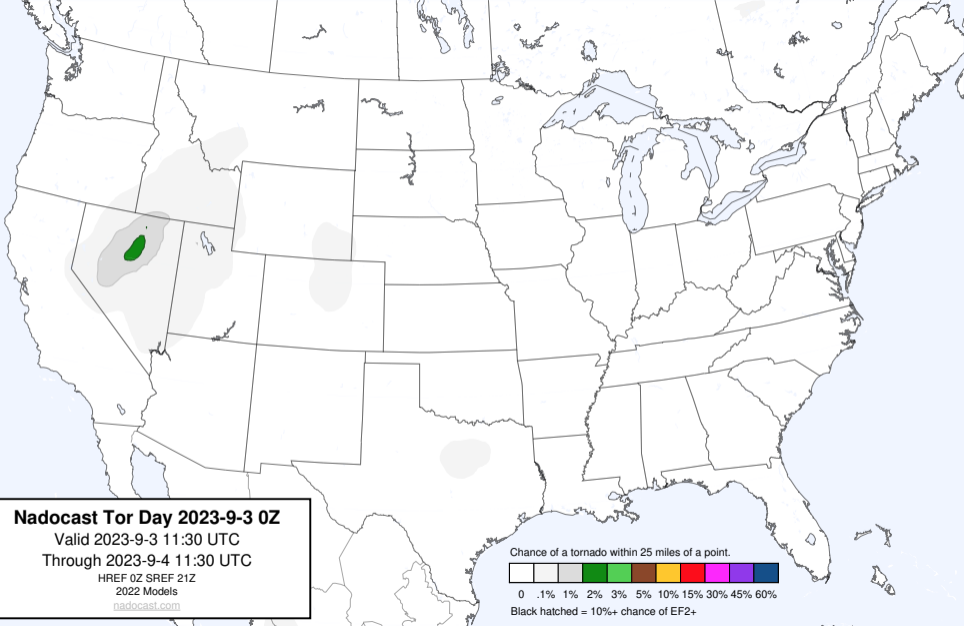 Nadocast Tor Day 2023-9-3 0Z
Valid 2023-9-3 11:30 UTC
Through 2023-9-4 11:30 UTC
HREF 0Z SREF 21Z
2022 Models
nadocast.com
Chance of a tornado within 25 miles of a point.
0 .1% 1% 2% 3% 5% 10% 15% 30% 45% 60%
Black hatched = 10%+ chance of EF2+